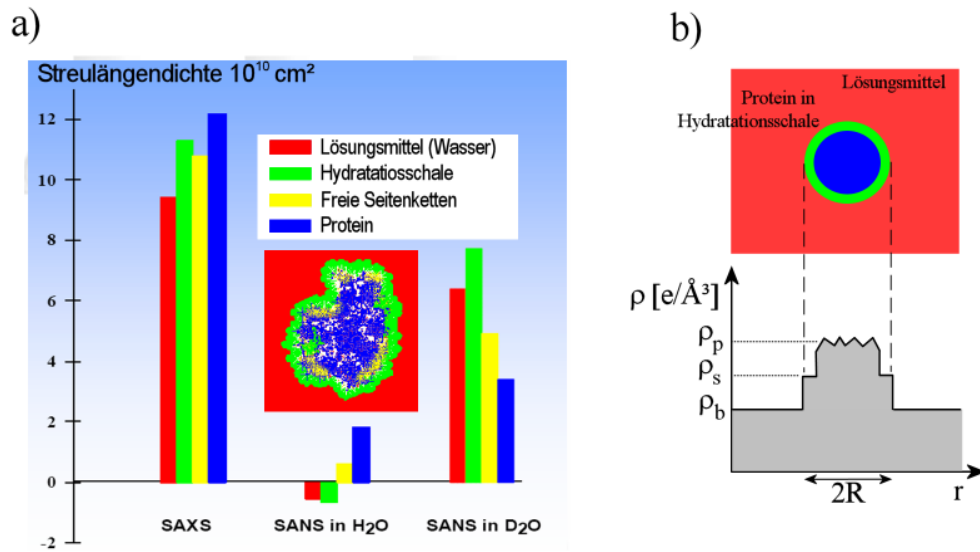 a)
Streulängendichte 10¹⁰ cm²
12
10
8
6
4
2
0
-2
Lösungsmittel (Wasser)
Hydratatiosschale
Freie Seitenketten
Protein
SAXS
SANS in H₂O
SANS in D₂O
b)
Lösungsmittel
Protein in
Hydratationsschale
ρ [e/Å³]
ρₚ
ρₛ
ρb
2R
r